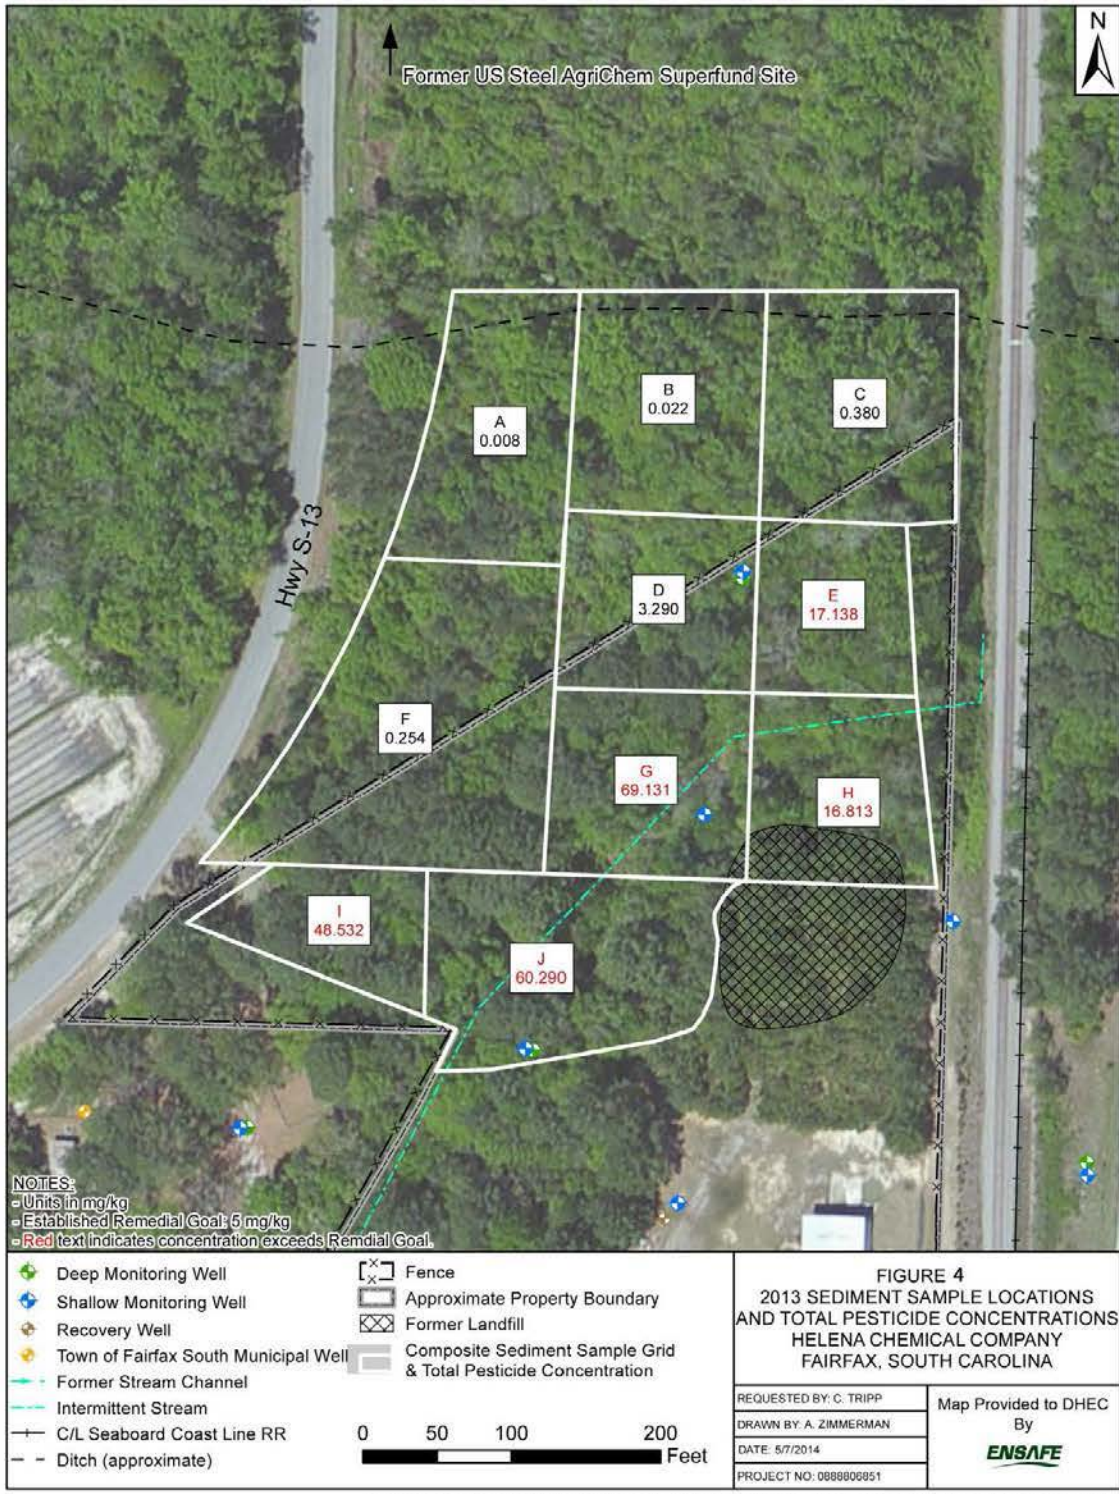 N
Former US Steel AgriChem Superfund Site
Hwy S-13
A
0.008
B
0.022
C
0.380
D
3.290
E
17.138
F
0.254
G
69.131
H
16.813
I
48.532
J
60.290
NOTES:
- Units in mg/kg
- Established Remedial Goal: 5 mg/kg
- Red text indicates concentration exceeds Remdial Goal.
Deep Monitoring Well
Shallow Monitoring Well
Recovery Well
Town of Fairfax South Municipal Well
Former Stream Channel
Intermittent Stream
C/L Seaboard Coast Line RR
Ditch (approximate)
Fence
Approximate Property Boundary
Former Landfill
Composite Sediment Sample Grid
& Total Pesticide Concentration
0 50 100 200
Feet
FIGURE 4
2013 SEDIMENT SAMPLE LOCATIONS
AND TOTAL PESTICIDE CONCENTRATIONS
HELENA CHEMICAL COMPANY
FAIRFAX, SOUTH CAROLINA
REQUESTED BY: C. TRIPP
DRAWN BY: A. ZIMMERMAN
DATE: 5/7/2014
PROJECT NO: 0888806851
Map Provided to DHEC
By
ENSAFE